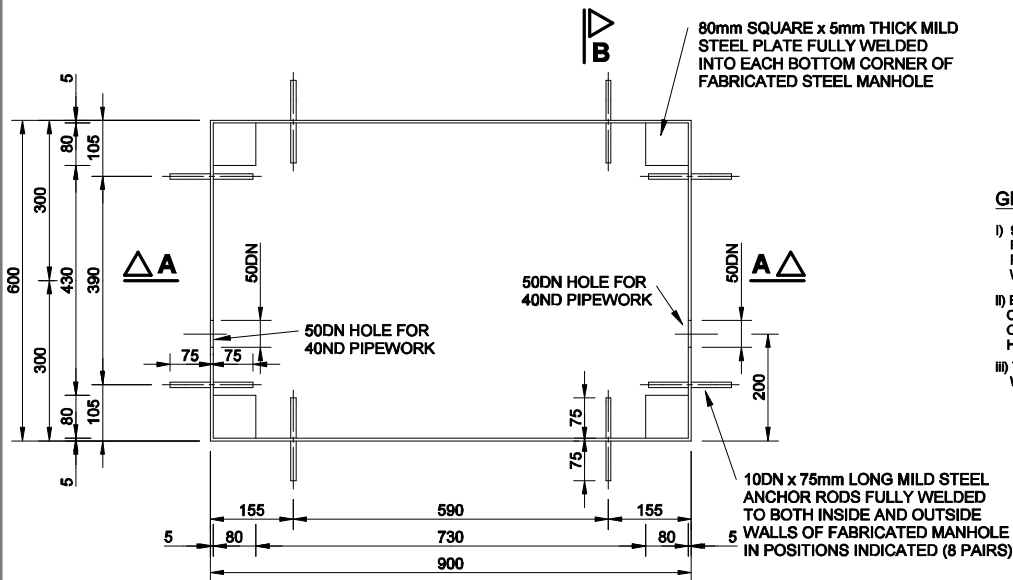 B
80mm SQUARE x 5mm THICK MILD
STEEL PLATE FULLY WELDED
INTO EACH BOTTOM CORNER OF
FABRICATED STEEL MANHOLE
5
80
105
300
600
430
390
300
80
105
5
A
A
50DN
50DN
50DN HOLE FOR
40ND PIPEWORK
50DN HOLE FOR
40ND PIPEWORK
75
75
75
75
200
10DN x 75mm LONG MILD STEEL
ANCHOR RODS FULLY WELDED
TO BOTH INSIDE AND OUTSIDE
WALLS OF FABRICATED MANHOLE
IN POSITIONS INDICATED (8 PAIRS)
155
590
155
5
80
730
80
5
900
I)
II)
iii)